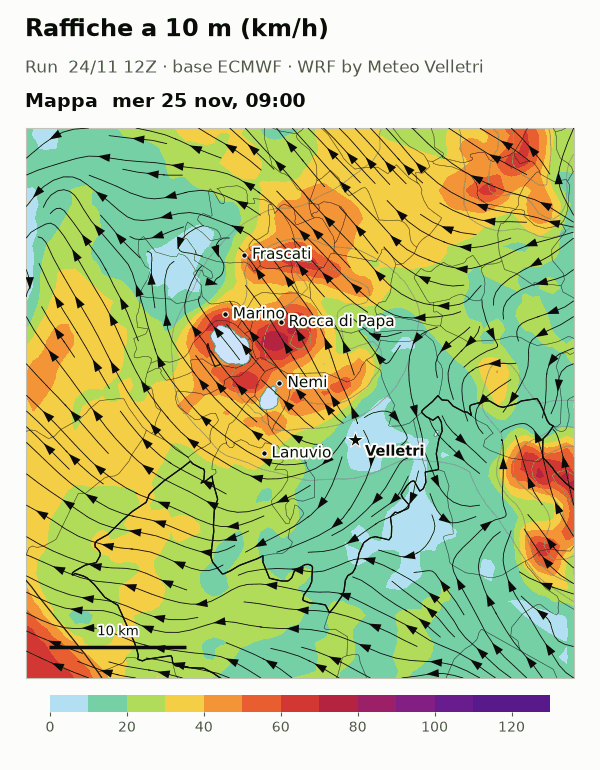 Raffiche a 10 m (km/h)
Run  24/11 12Z · base ECMWF · WRF by Meteo Velletri
Mappa  mer 25 nov, 09:00
Frascati
Marino
Rocca di Papa
Nemi
Velletri
Lanuvio
10 km
0 20 40 60 80 100 120